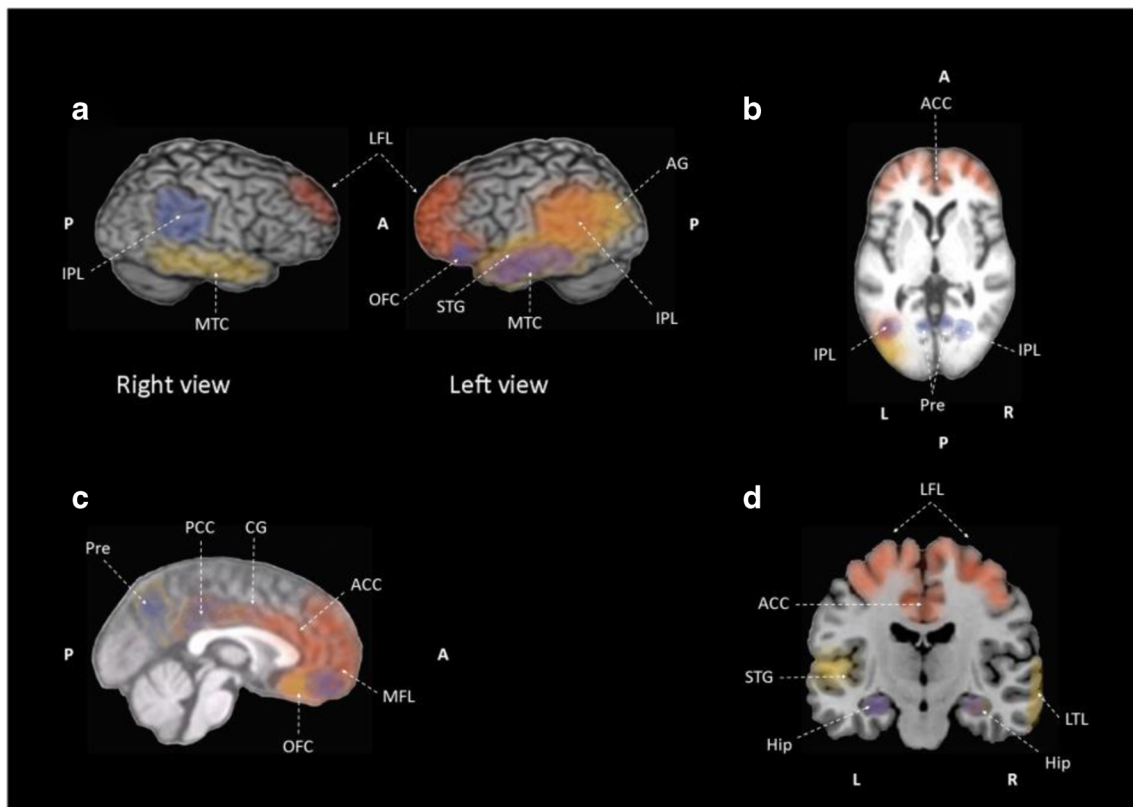 a
LFL
AG
P
A
P
IPL
MTC
OFC
STG
MTC
IPL
Right view
Left view
b
A
ACC
IPL
IPL
Pre
L
R
P
c
Pre
PCC
CG
ACC
P
A
MFL
OFC
d
LFL
ACC
STG
LTL
Hip
Hip
L
R